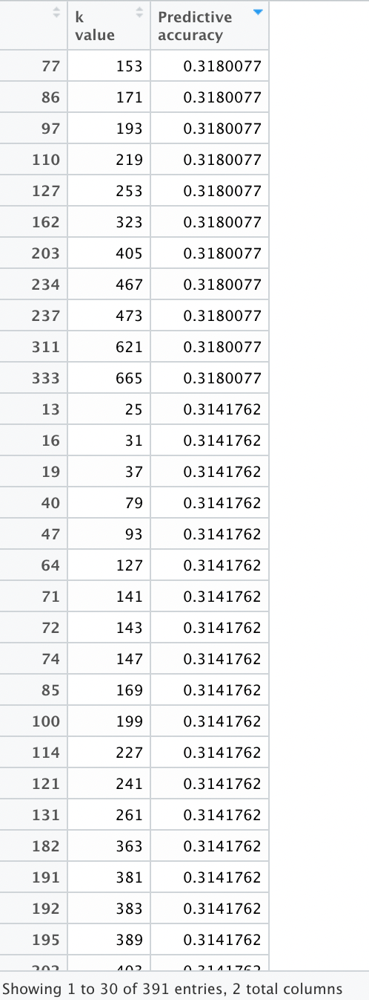 k value Predictive accuracy
77 153 0.3180077
86 171 0.3180077
97 193 0.3180077
110 219 0.3180077
127 253 0.3180077
162 323 0.3180077
203 405 0.3180077
234 467 0.3180077
237 473 0.3180077
311 621 0.3180077
333 665 0.3180077
13 25 0.3141762
16 31 0.3141762
19 37 0.3141762
40 79 0.3141762
47 93 0.3141762
64 127 0.3141762
71 141 0.3141762
72 143 0.3141762
74 147 0.3141762
85 169 0.3141762
100 199 0.3141762
114 227 0.3141762
121 241 0.3141762
131 261 0.3141762
182 363 0.3141762
191 381 0.3141762
192 383 0.3141762
195 389 0.3141762
202 403 0.3141762
Showing 1 to 30 of 391 entries, 2 total columns